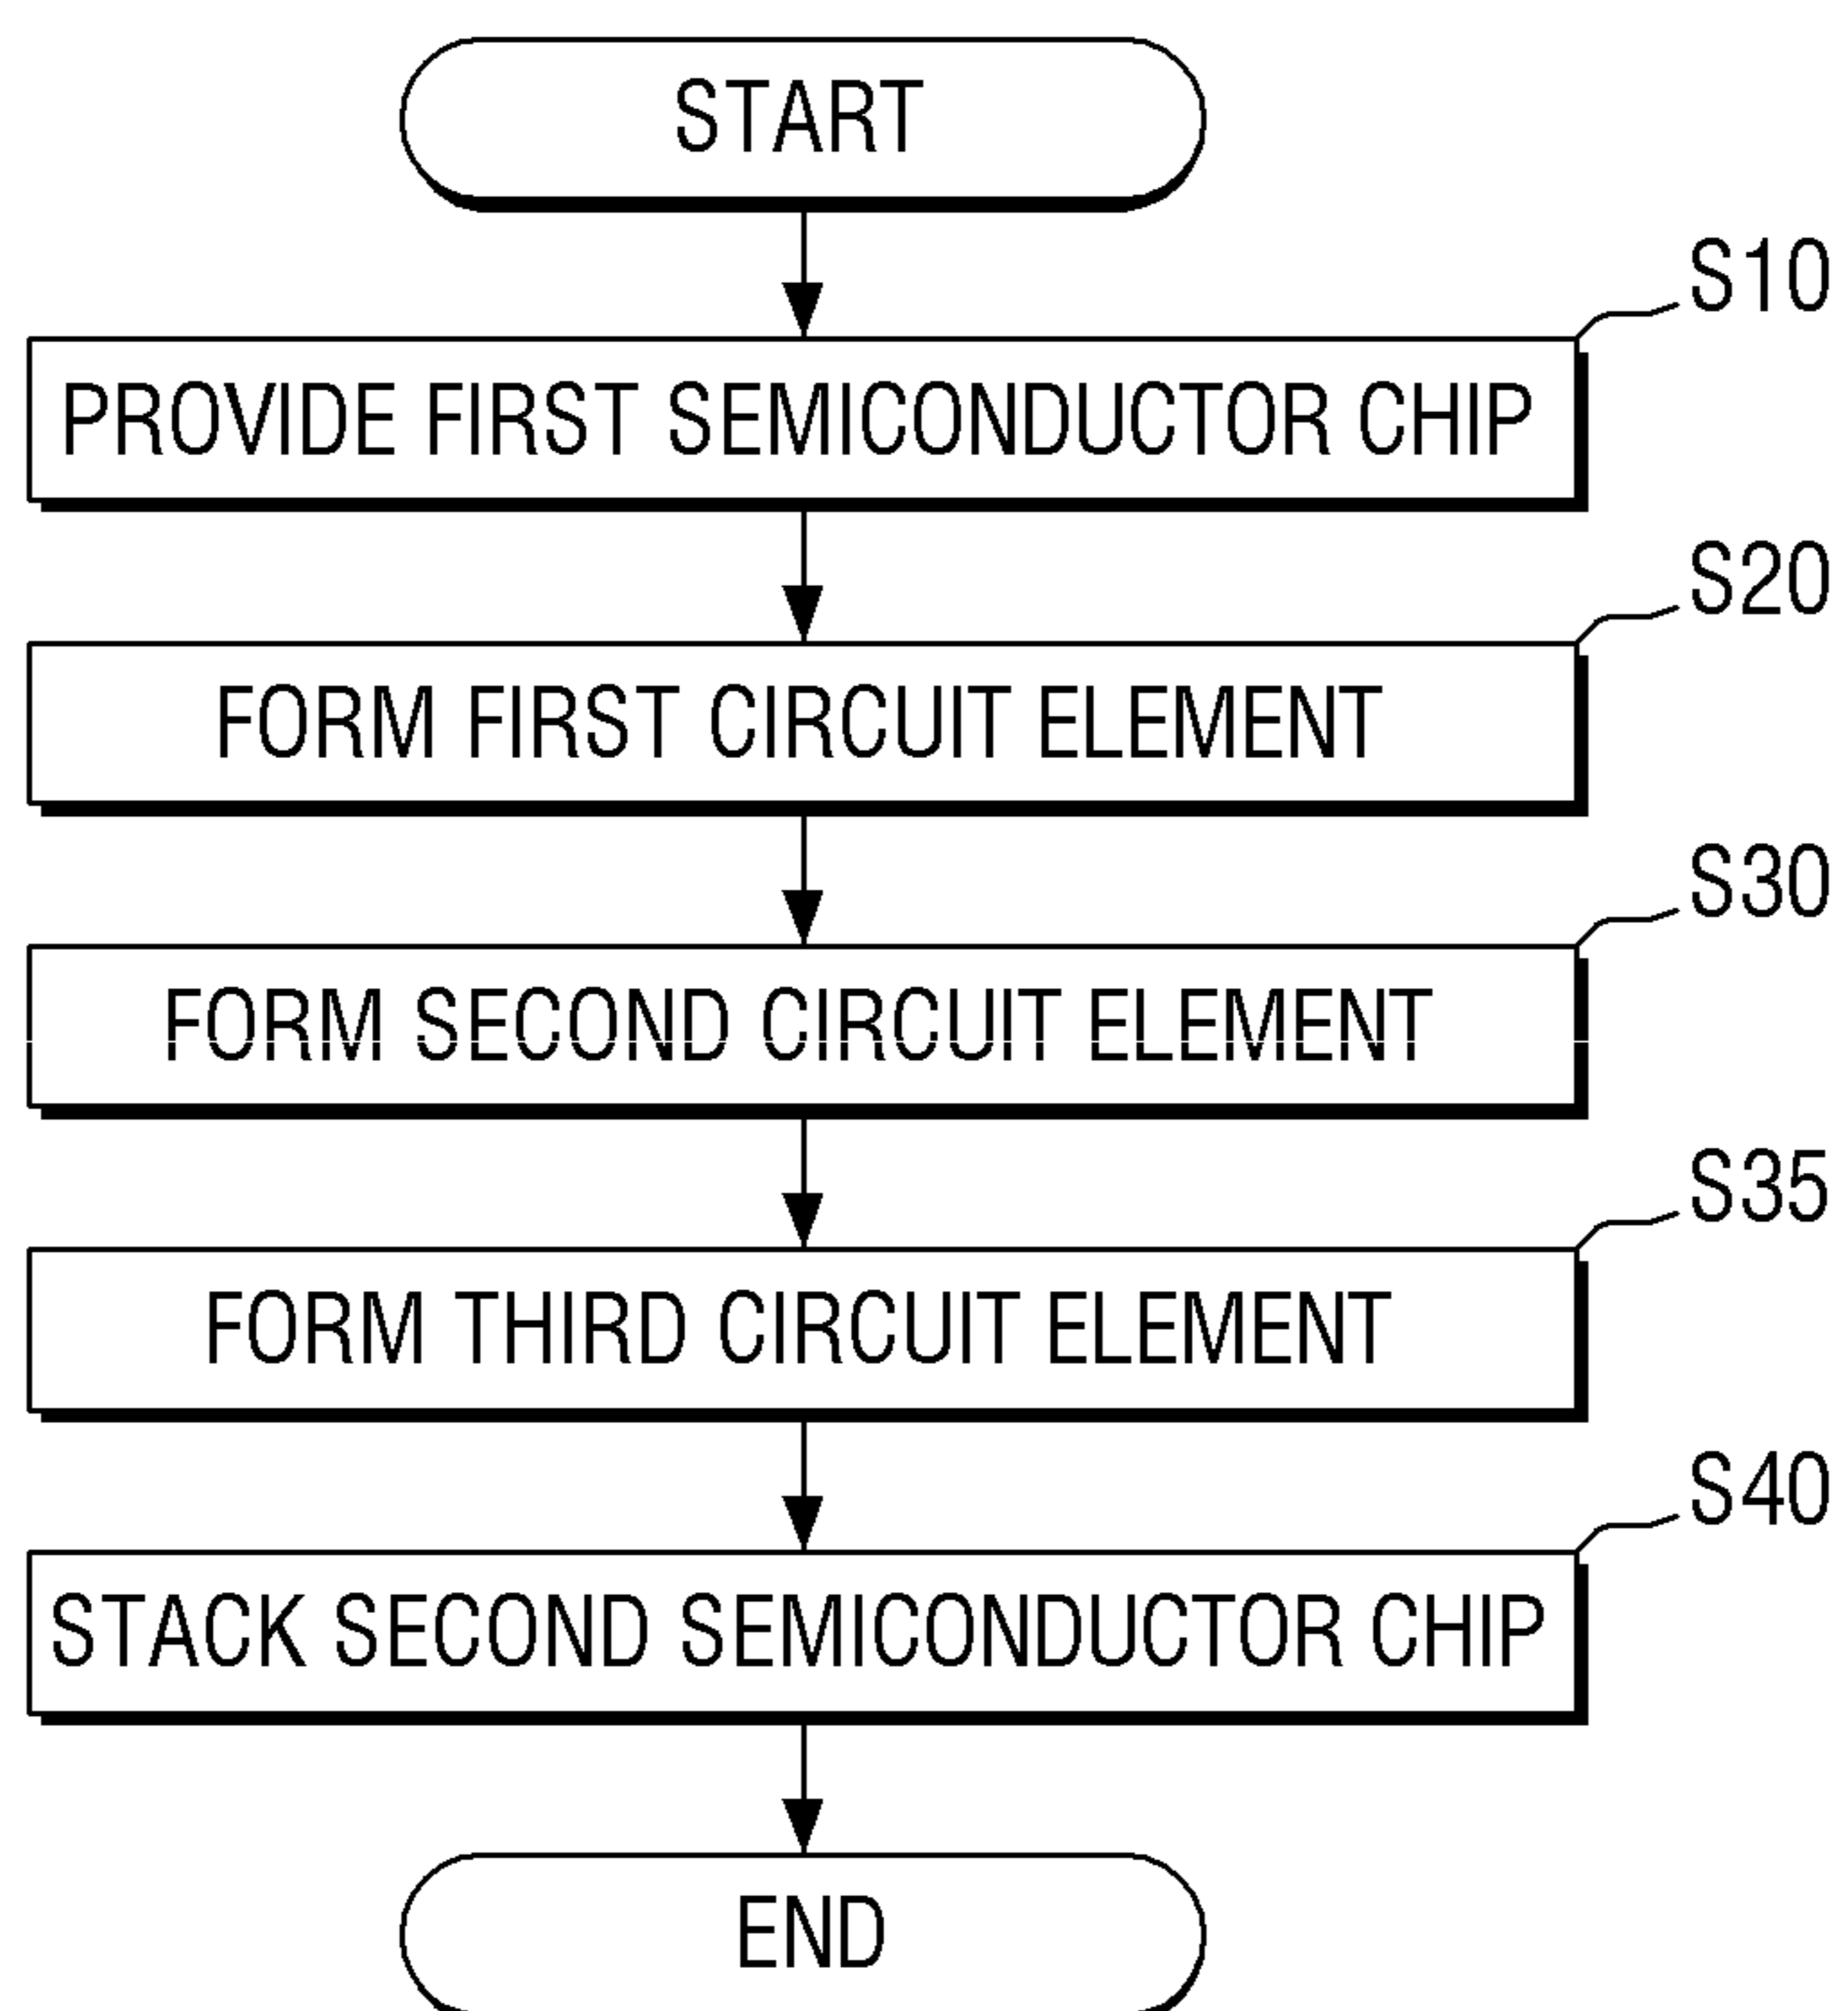 START
S10
PROVIDE FIRST SEMICONDUCTOR CHIP
S20
FORM FIRST CIRCUIT ELEMENT
S30
FORM SECOND CIRCUIT ELEMENT
S35
FORM THIRD CIRCUIT ELEMENT
S40
STACK SECOND SEMICONDUCTOR CHIP
END